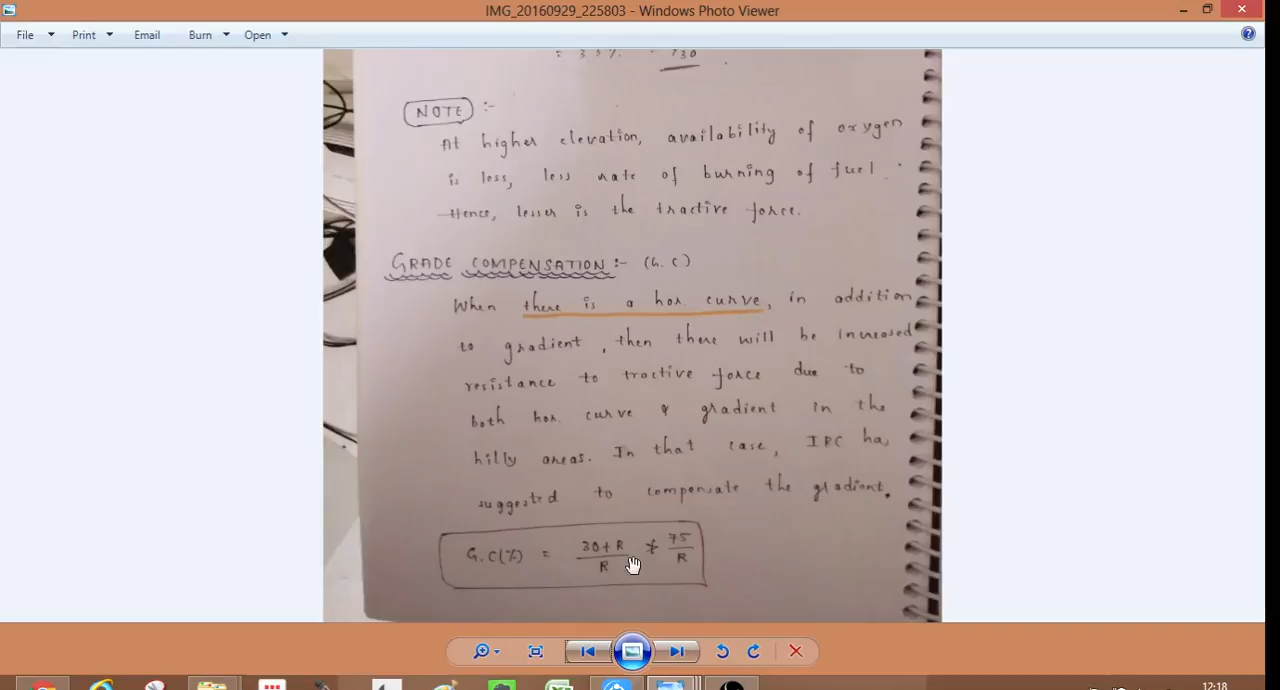 IMG_20160929_225803 - Windows Photo Viewer
File Print Email Burn Open
= 35%. 730
NOTE :-
At higher elevation, availability of oxygen
is less, less rate of burning of fuel.
Hence, lesser is the tractive force.
GRADE COMPENSATION :- (G.C)
When there is a hor. curve, in addition
to gradient, then there will be increased
resistance to tractive force due to
both hor. curve & gradient in the
hilly areas. In that case, IRC has
suggested to compensate the gradient.
G.C(%) = 30+R/R ≯ 75/R
12:18